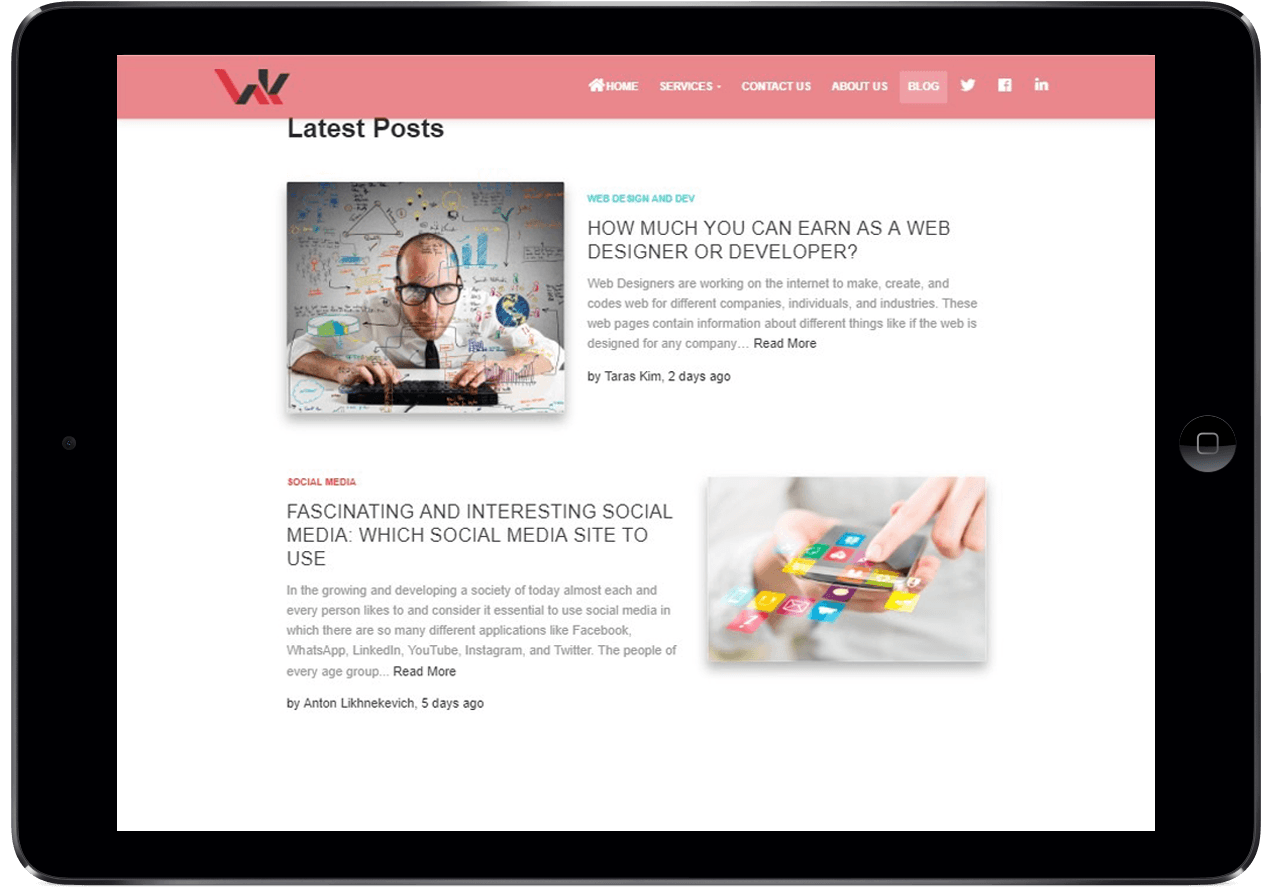 HOME SERVICES CONTACT US ABOUT US BLOG
Latest Posts
WEB DESIGN AND DEV
HOW MUCH YOU CAN EARN AS A WEB
DESIGNER OR DEVELOPER?
Web Designers are working on the internet to make, create, and
codes web for different companies, individuals, and industries. These
web pages contain information about different things like if the web is
designed for any company... Read More
by Taras Kim, 2 days ago
SOCIAL MEDIA
FASCINATING AND INTERESTING SOCIAL
MEDIA: WHICH SOCIAL MEDIA SITE TO
USE
In the growing and developing a society of today almost each and
every person likes to and consider it essential to use social media in
which there are so many different applications like Facebook,
WhatsApp, LinkedIn, YouTube, Instagram, and Twitter. The people of
every age group... Read More
by Anton Likhnekevich, 5 days ago